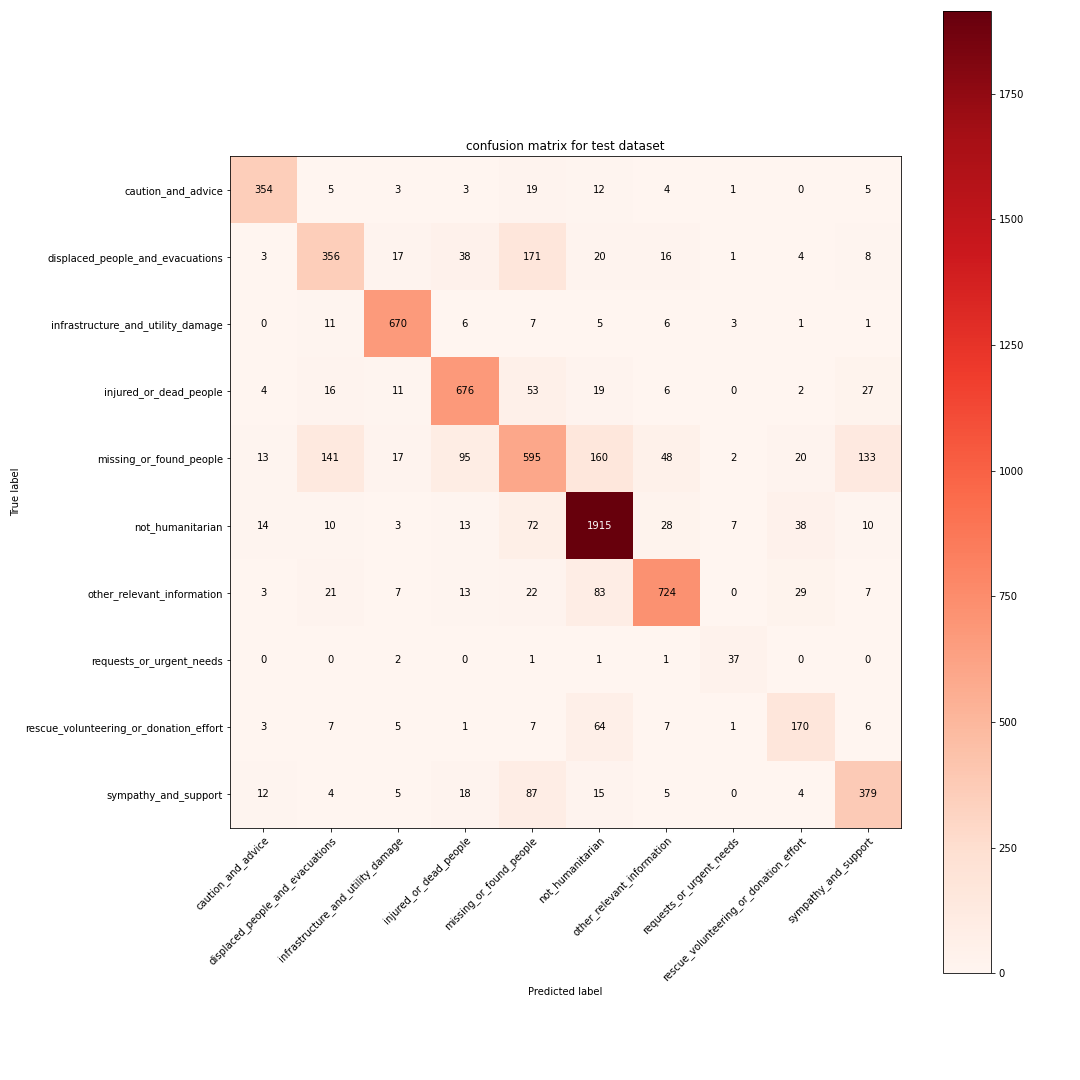 confusion matrix for test dataset
caution_and_advice 354 5 3 3 19 12 4 1 0 5
displaced_people_and_evacuations 3 356 17 38 171 20 16 1 4 8
infrastructure_and_utility_damage 0 11 670 6 7 5 6 3 1 1
injured_or_dead_people 4 16 11 676 53 19 6 0 2 27
missing_or_found_people 13 141 17 95 595 160 48 2 20 133
not_humanitarian 14 10 3 13 72 1915 28 7 38 10
other_relevant_information 3 21 7 13 22 83 724 0 29 7
requests_or_urgent_needs 0 0 2 0 1 1 1 37 0 0
rescue_volunteering_or_donation_effort 3 7 5 1 7 64 7 1 170 6
sympathy_and_support 12 4 5 18 87 15 5 0 4 379
True label
caution_and_advice
displaced_people_and_evacuations
infrastructure_and_utility_damage
injured_or_dead_people
missing_or_found_people
not_humanitarian
other_relevant_information
requests_or_urgent_needs
rescue_volunteering_or_donation_effort
sympathy_and_support
Predicted label
1750
1500
1250
1000
750
500
250
0